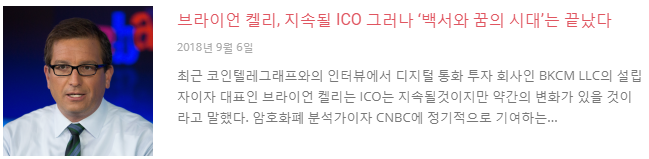 브라이언 켈리, 지속될 ICO 그러나 ‘백서와 꿈의 시대’는 끝났다
2018년 9월 6일
최근 코인텔레그래프와의 인터뷰에서 디지털 통화 투자 회사인 BKCM LLC의 설립
자이자 대표인 브라이언 켈리는 ICO는 지속될것이지만 약간의 변화가 있을 것이
라고 말했다. 암호화폐 분석가이자 CNBC에 정기적으로 기여하는...